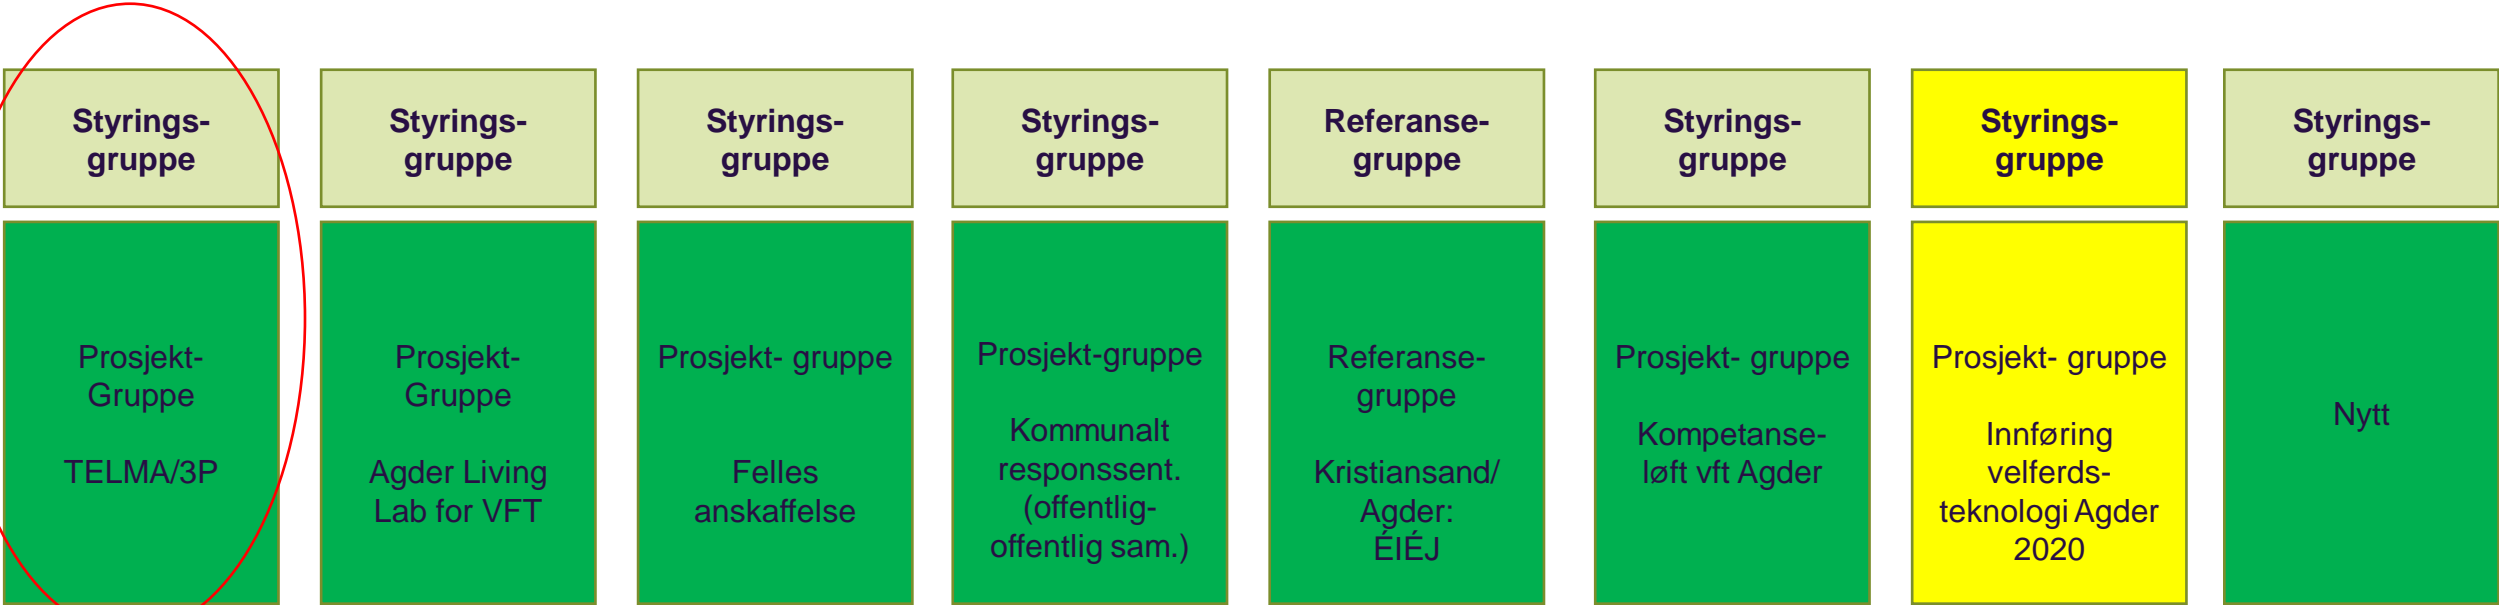 Styrings-
gruppe
Styrings-
gruppe
Styrings-
gruppe
Styrings-
gruppe
Referanse-
gruppe
Styrings-
gruppe
Styrings-
gruppe
Styrings-
gruppe
Prosjekt-
Gruppe
TELMA/3P
Prosjekt-
Gruppe
Agder Living
Lab for VFT
Prosjekt- gruppe
Felles
anskaffelse
Prosjekt-gruppe
Kommunalt
responssent.
(offentlig-
offentlig sam.)
Referanse-
gruppe
Kristiansand/
Agder:
ÉIÉJ
Prosjekt- gruppe
Kompetanse-
løft vft Agder
Prosjekt- gruppe
Innføring
velferds-
teknologi Agder
2020
Nytt